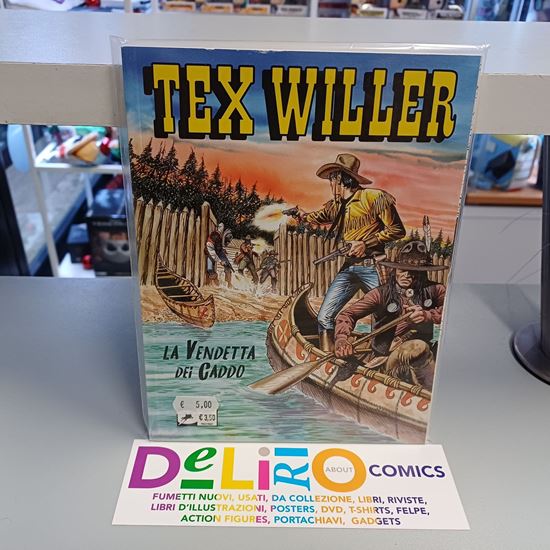 TEX WILLER
LA VENDETTA
DEI CADDO
€ 5,00
€ 3,50
DeLiRiO ABOUT COMICS
FUMETTI NUOVI, USATI, DA COLLEZIONE, LIBRI, RIVISTE,
LIBRI D'ILLUSTRAZIONI, POSTERS, DVD, T-SHIRTS, FELPE,
ACTION FIGURES, PORTACHIAVI, GADGETS